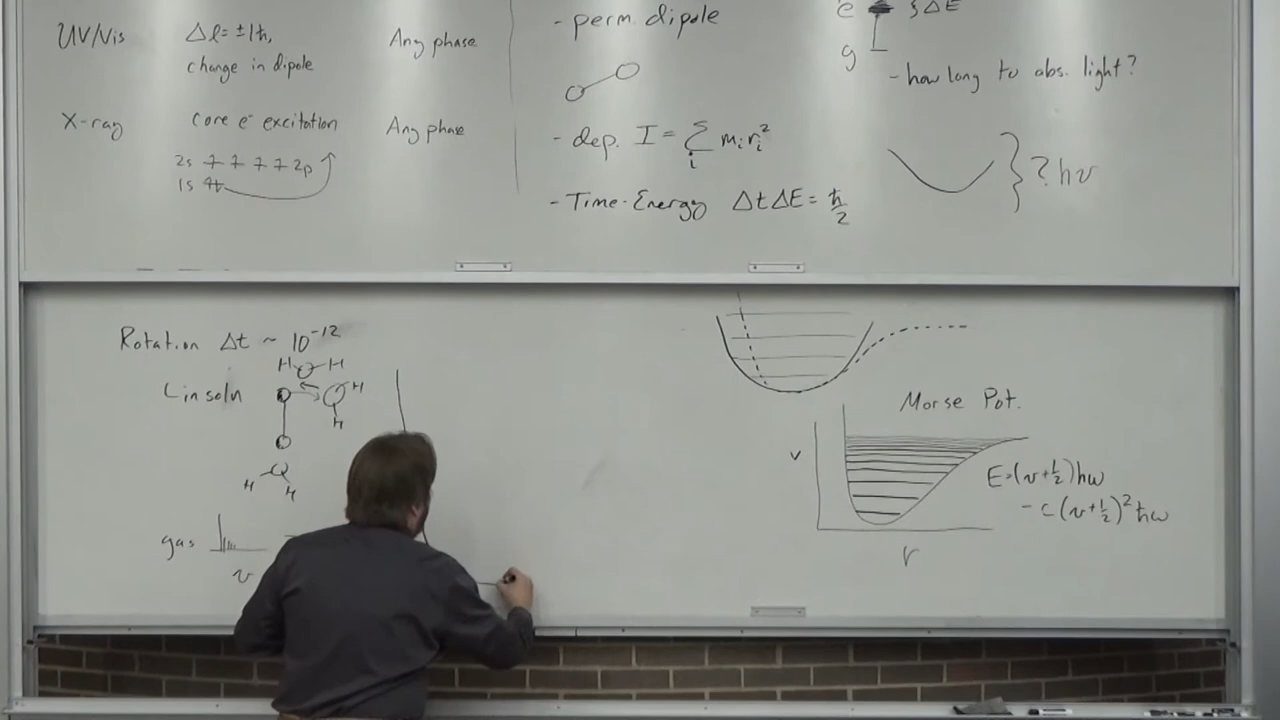 UV/Vis Δl = ±1ħ, Any phase
change in dipole
X-ray core e⁻ excitation Any phase
2s 2p
1s
- perm. dipole
- dep. I = Σ mᵢrᵢ²
i
- Time-Energy ΔtΔE = ħ/2
e } ΔE
g
- how long to abs. light?
} ? hν
Rotation Δt ~ 10⁻¹²
H H
Lin soln H
H
H H
gas
ν
Morse Pot.
V
E=(v+½)ħω
- c(v+½)²ħω
r